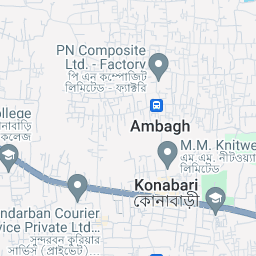 PN Composite
Ltd. - Factory
পি এন কম্পোজিট
লিমিটেড - ফ্যাক্টরি
Ambagh
ollege
নাবাড়ি
কলেজ
M.M. Knitwe
এম. এম. নীটওয়্যা
লিমিটেড
Konabari
কোনাবাড়ী
ndarban Courier
vice Private Ltd...
সুন্দরবন কুরিয়ার
সার্ভিস (প্রাইভেট)...